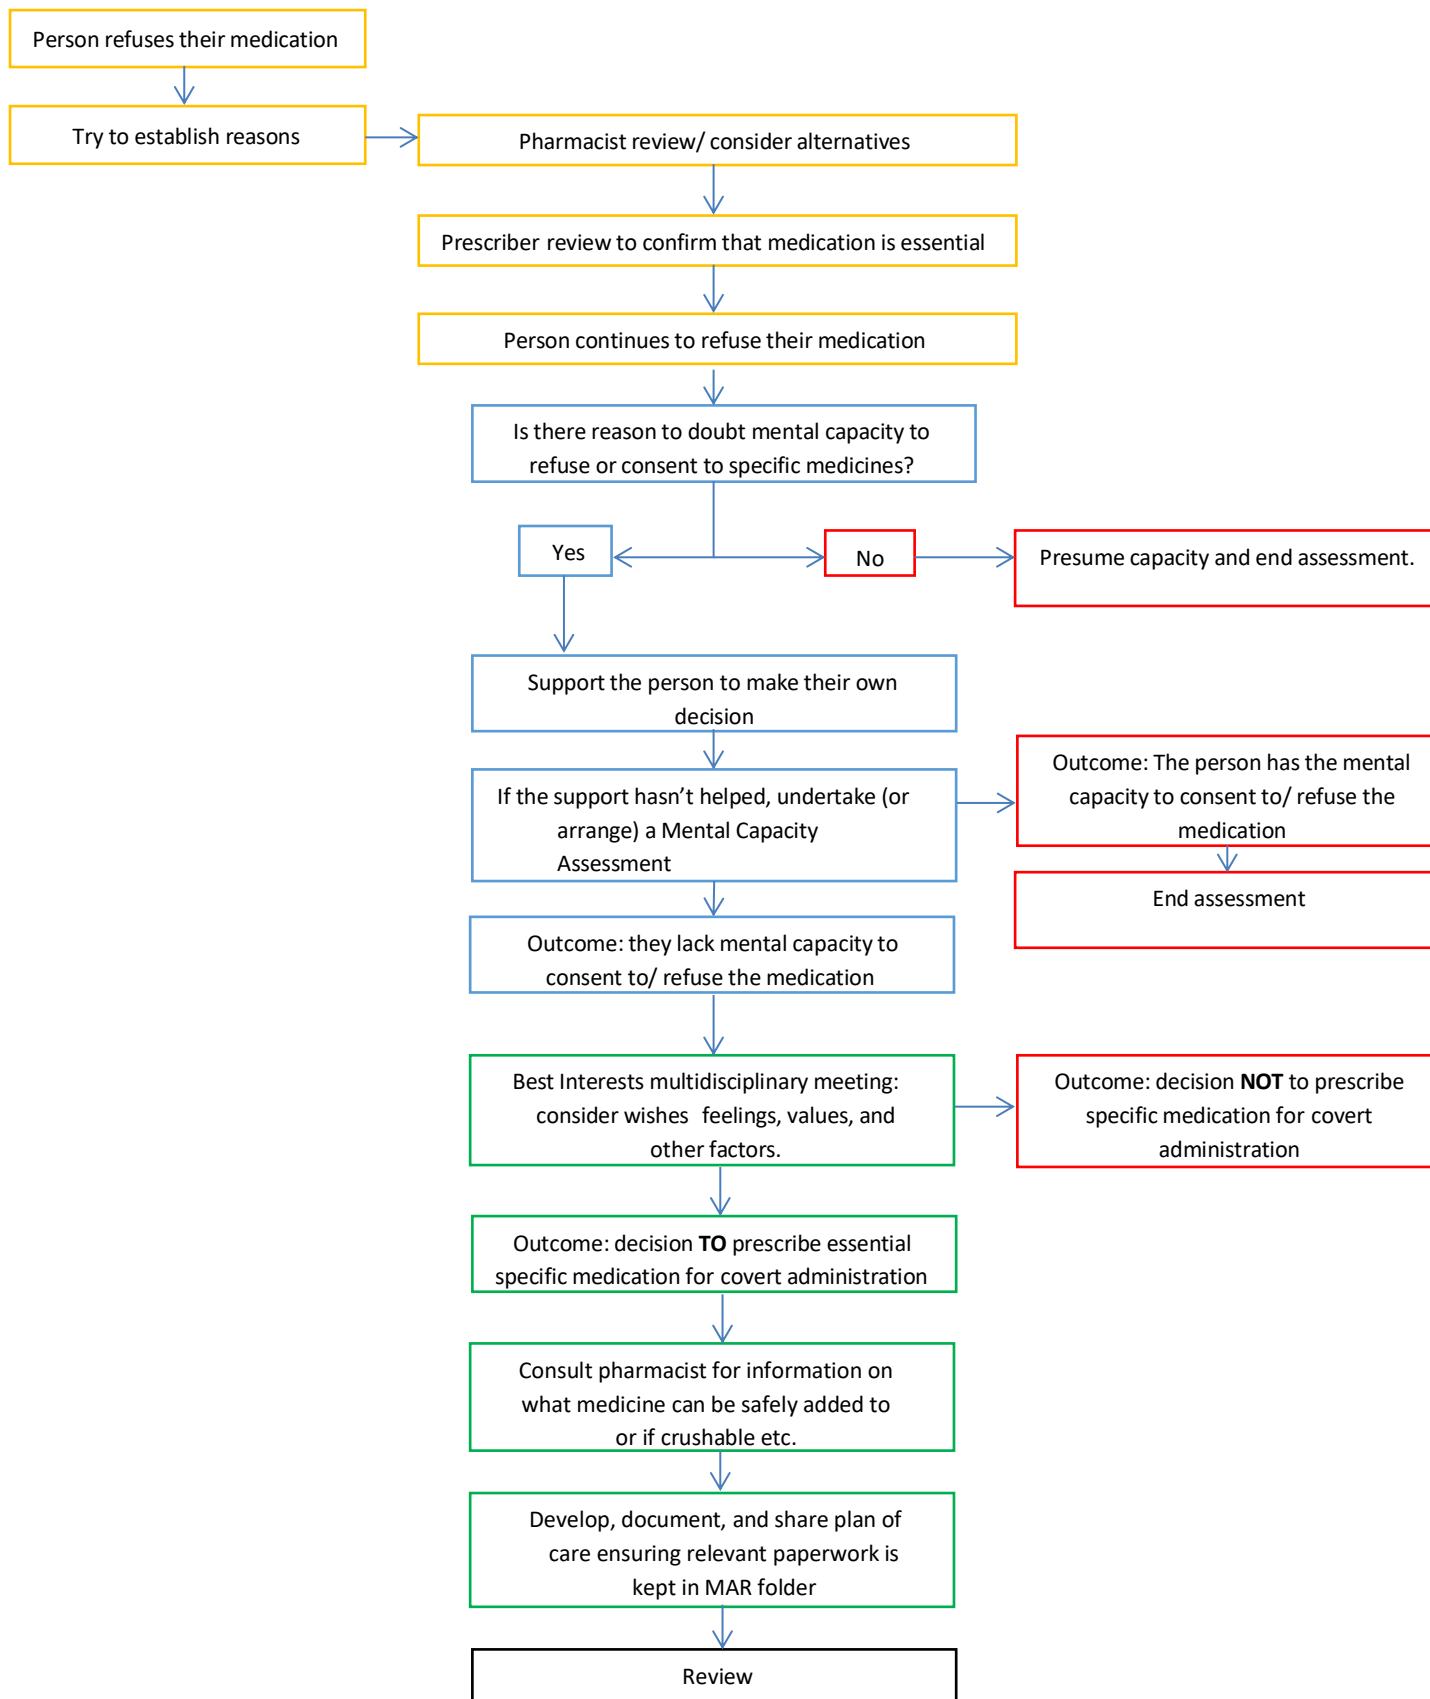 Person refuses their medication
Try to establish reasons
Pharmacist review/ consider alternatives
Prescriber review to confirm that medication is essential
Person continues to refuse their medication
Is there reason to doubt mental capacity to
refuse or consent to specific medicines?
Yes
No
Presume capacity and end assessment.
Support the person to make their own
decision
If the support hasn’t helped, undertake (or
arrange) a Mental Capacity
Assessment
Outcome: The person has the mental
capacity to consent to/ refuse the
medication
End assessment
Outcome: they lack mental capacity to
consent to/ refuse the medication
Best Interests multidisciplinary meeting:
consider wishes feelings, values, and
other factors.
Outcome: decision NOT to prescribe
specific medication for covert
administration
Outcome: decision TO prescribe essential
specific medication for covert administration
Consult pharmacist for information on
what medicine can be safely added to
or if crushable etc.
Develop, document, and share plan of
care ensuring relevant paperwork is
kept in MAR folder
Review